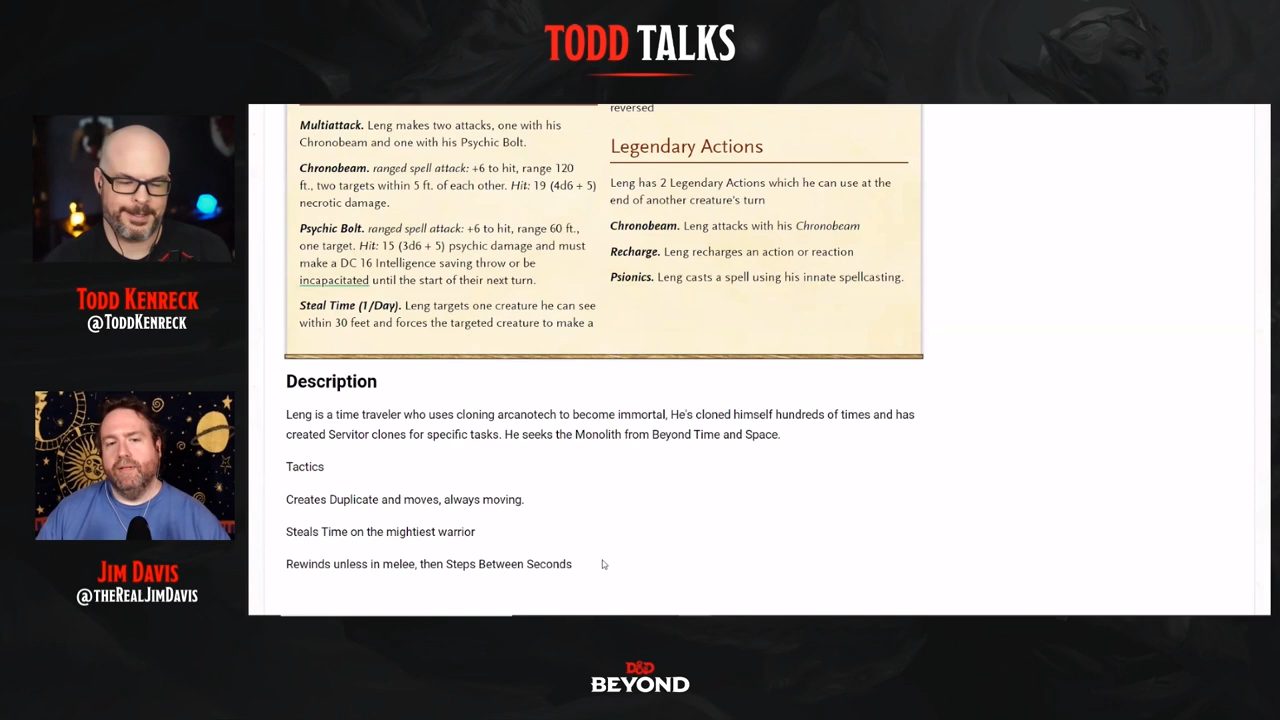 TODD TALKS
Todd Kenreck
@ToddKenreck
Jim Davis
@theRealJimDavis
Multiattack. Leng makes two attacks, one with his
Chronobeam and one with his Psychic Bolt.
Chronobeam. ranged spell attack: +6 to hit, range 120
ft., two targets within 5 ft. of each other. Hit: 19 (4d6 + 5)
necrotic damage.
Psychic Bolt. ranged spell attack: +6 to hit, range 60 ft.,
one target. Hit: 15 (3d6 + 5) psychic damage and must
make a DC 16 Intelligence saving throw or be
incapacitated until the start of their next turn.
Steal Time (1/Day). Leng targets one creature he can see
within 30 feet and forces the targeted creature to make a
reversed
Legendary Actions
Leng has 2 Legendary Actions which he can use at the
end of another creature's turn
Chronobeam. Leng attacks with his Chronobeam
Recharge. Leng recharges an action or reaction
Psionics. Leng casts a spell using his innate spellcasting.
Description
Leng is a time traveler who uses cloning arcanotech to become immortal, He's cloned himself hundreds of times and has
created Servitor clones for specific tasks. He seeks the Monolith from Beyond Time and Space.
Tactics
Creates Duplicate and moves, always moving.
Steals Time on the mightiest warrior
Rewinds unless in melee, then Steps Between Seconds
D&D
BEYOND